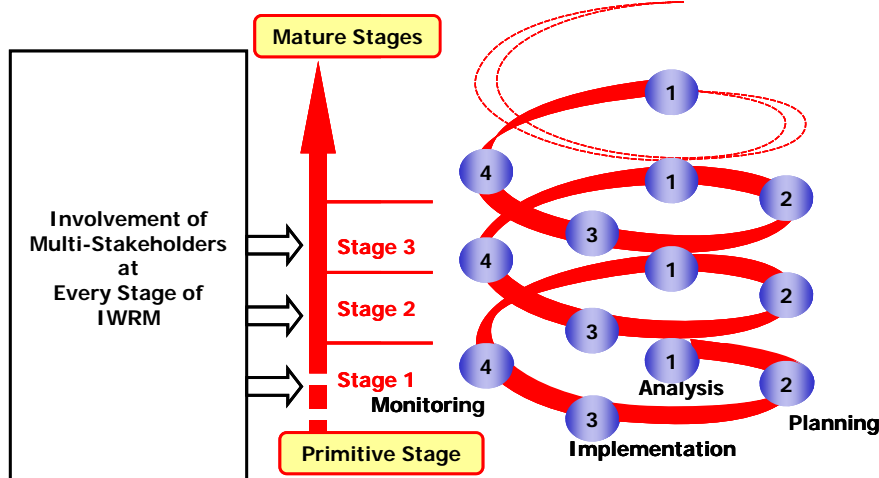 Mature Stages
Involvement of
Multi-Stakeholders
at
Every Stage of
IWRM
Stage 3
Stage 2
Stage 1
Primitive Stage
1
4
1
2
3
4
1
2
3
4
1
2
3
Analysis
Monitoring
Planning
Implementation